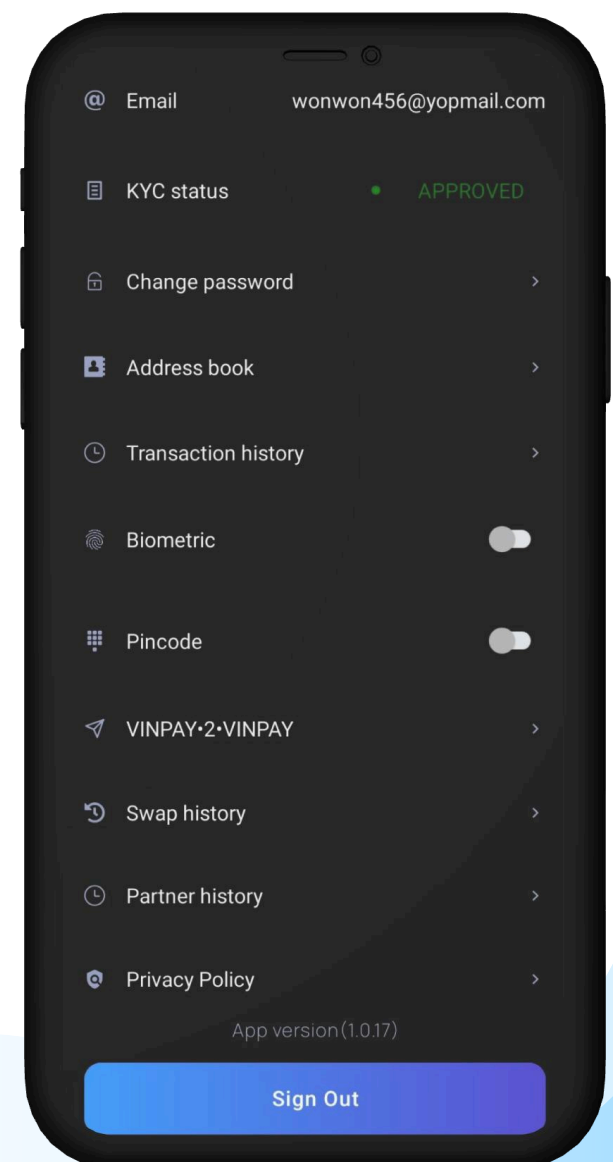 Email wonwon456@yopmail.com
KYC status APPROVED
Change password
Address book
Transaction history
Biometric
Pincode
VINPAY•2•VINPAY
Swap history
Partner history
Privacy Policy
App version(1.0.17)
Sign Out